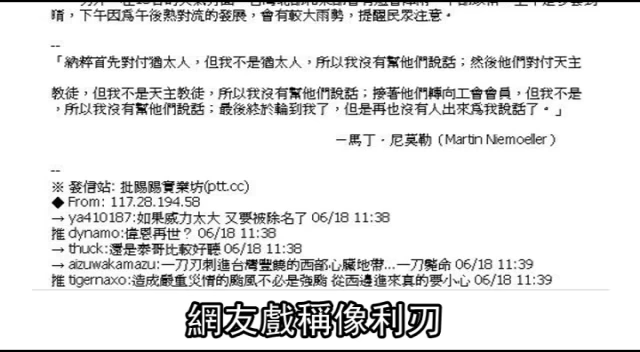 晴,下午因為午後熱對流的發展,會有較大雨勢,提醒民眾注意。
--
「納粹首先對付猶太人,但我不是猶太人,所以我沒有幫他們說話;然後他們對付天主
教徒,但我不是天主教徒,所以我沒有幫他們說話;接著他們轉向工會會員,但我不是
,所以我沒有幫他們說話;最後終於輪到我了,但是再也沒有人出來為我說話了。」
－馬丁．尼莫勒(Martin Niemoeller)
--
※ 發信站: 批踢踢實業坊(ptt.cc)
◆ From: 117.28.194.58
→ ya410187:如果威力太大 又要被除名了 06/18 11:38
推 dynamo:偉恩再世? 06/18 11:38
→ thuck:還是泰哥比較好聽 06/18 11:38
→ aizuwakamazu:一刀刃刺進台灣豐饒的西部心臟地帶...一刀斃命 06/18 11:39
推 tigernaxo:造成嚴重災情的颱風不必是強颱 從西邊進來真的要小心 06/18 11:39
網友戲稱像利刃